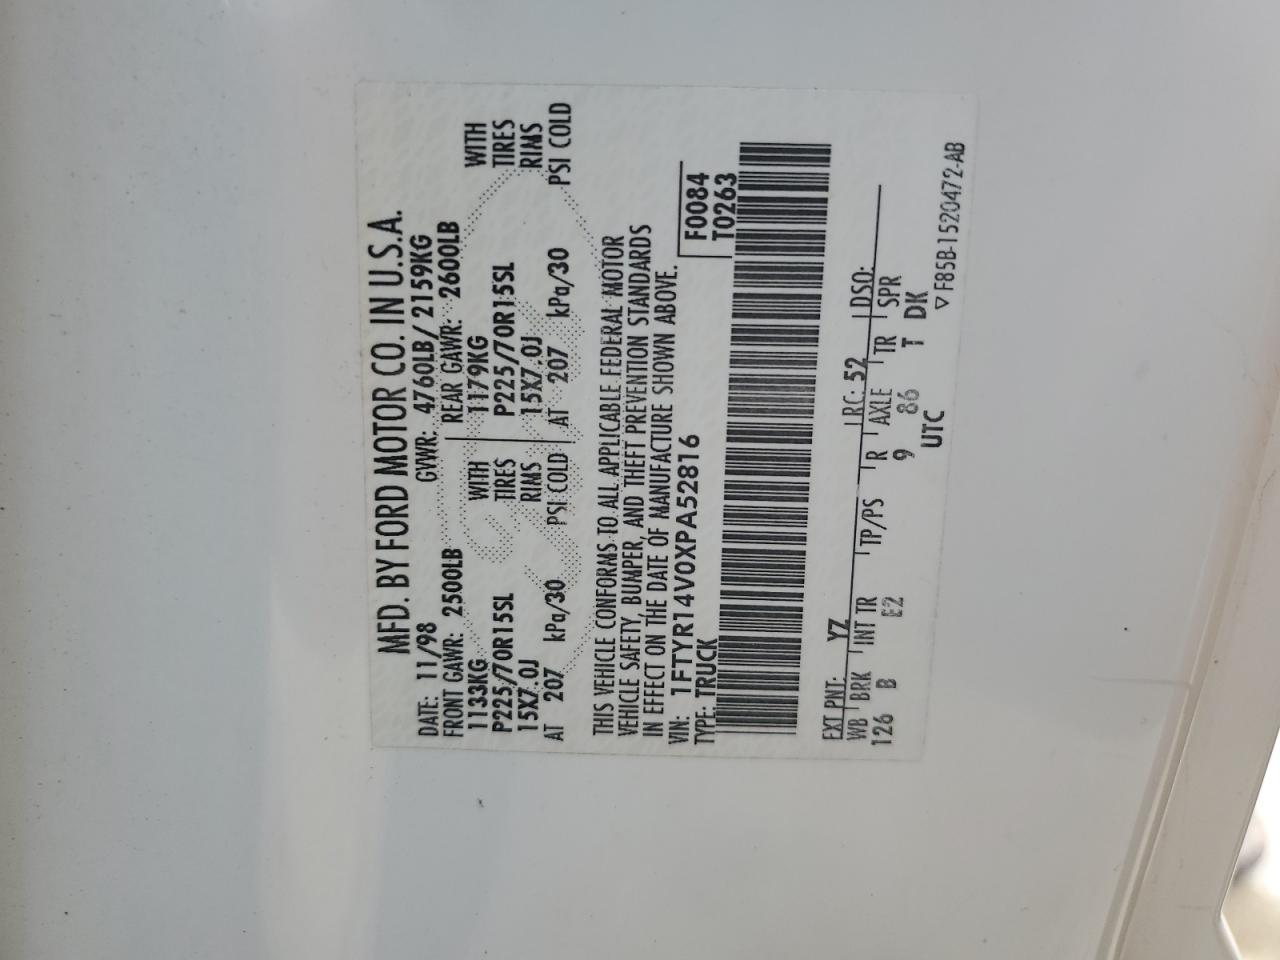 MFD. BY FORD MOTOR CO. IN U.S.A.
DATE: 11/98 GVWR: 4760LB/ 2159KG
FRONT GAWR: 2500LB REAR GAWR: 2600LB
1133KG WITH 1179KG WITH
P225/70R15SL TIRES P225/70R15SL TIRES
15X7.0J RIMS 15X7.0J RIMS
AT 207 kPa/30 PSI COLD AT 207 kPa/30 PSI COLD
THIS VEHICLE CONFORMS TO ALL APPLICABLE FEDERAL MOTOR
VEHICLE SAFETY, BUMPER, AND THEFT PREVENTION STANDARDS
IN EFFECT ON THE DATE OF MANUFACTURE SHOWN ABOVE.
VIN: 1FTYR14V0XPA52816 F0084
TYPE: TRUCK T0263
EXT PNT: YZ RC: 52 DSO:
WB BRK INT TR TP/PS R AXLE TR SPR
126 B E2 9 86 T DK
UTC
▽ F85B-1520472-AB